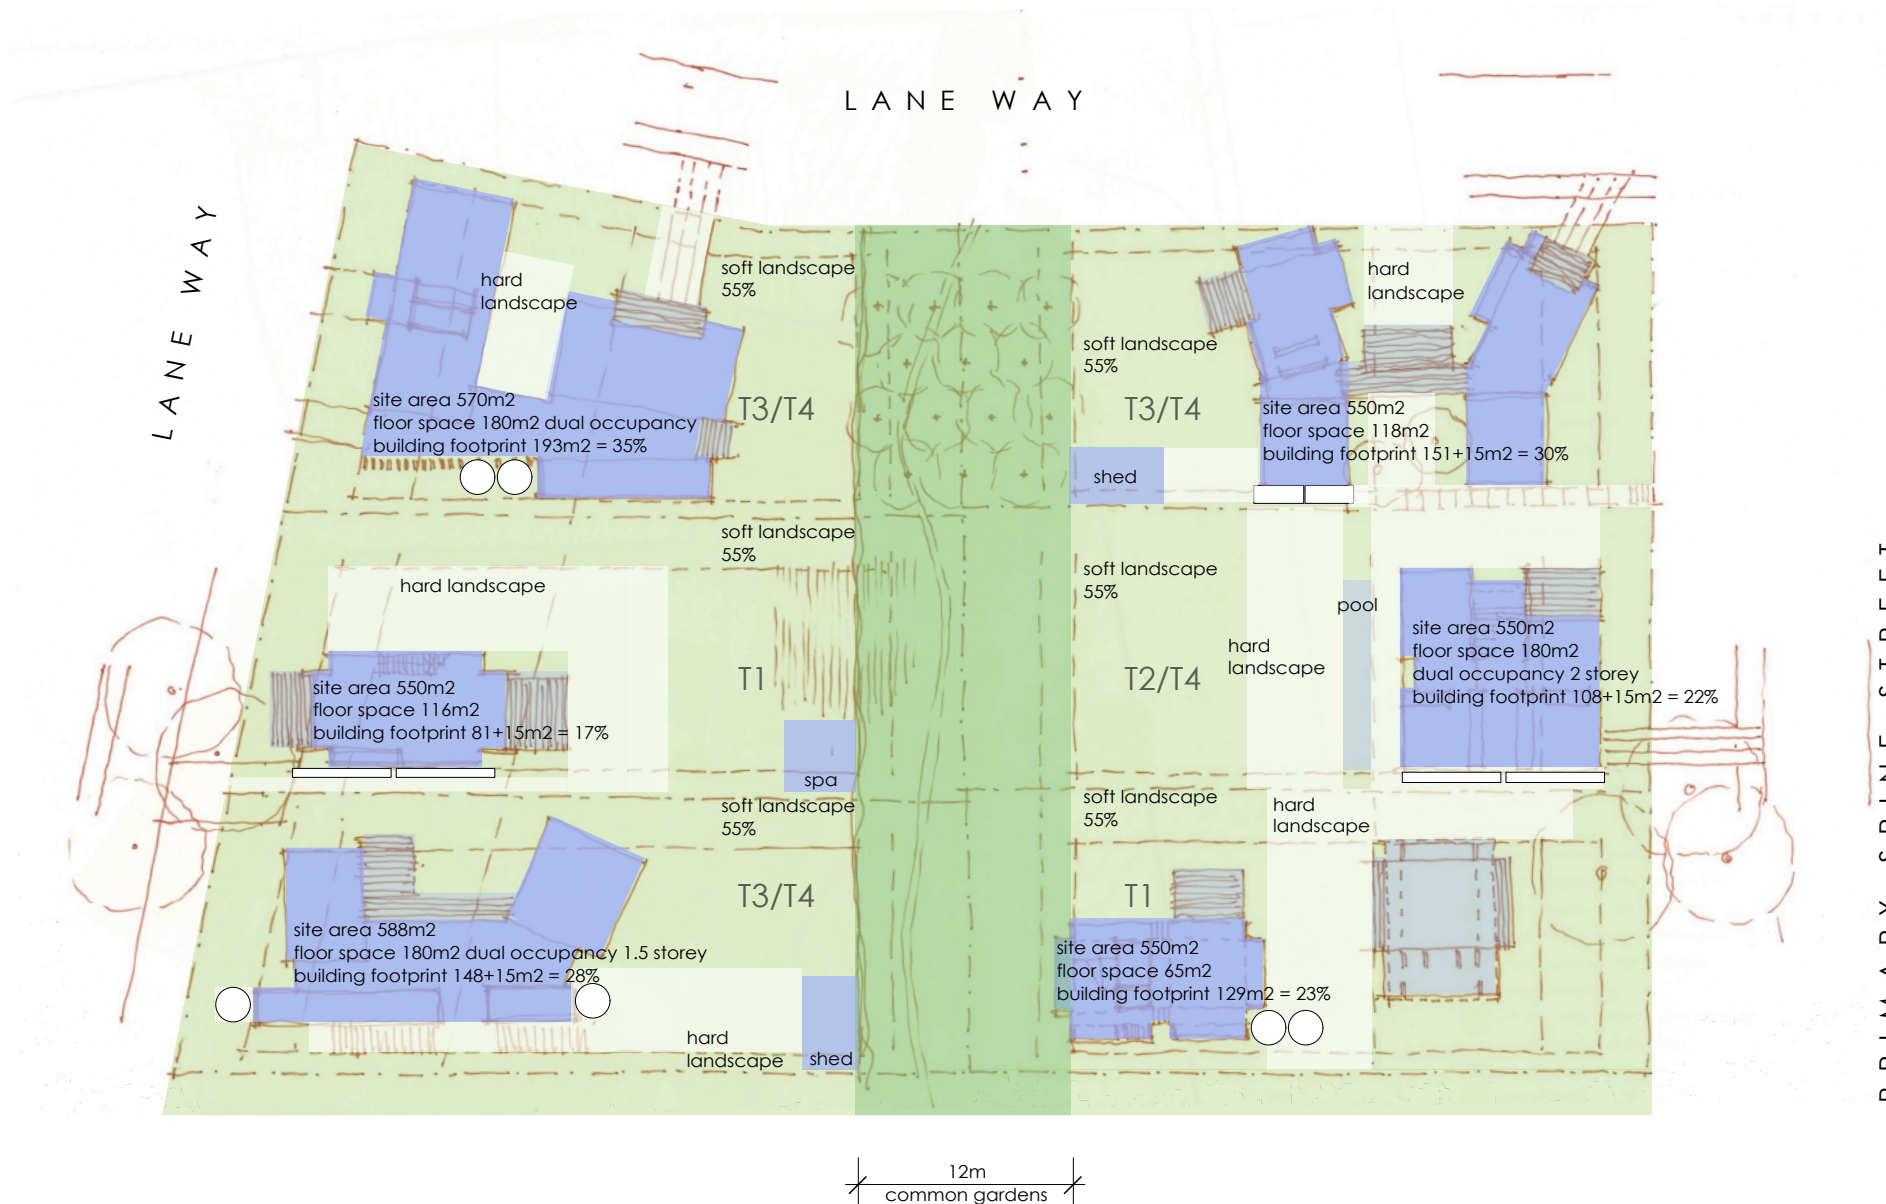 LANE WAY
LANE WAY
hard
landscape
soft landscape
55%
site area 570m2
floor space 180m2 dual occupancy
building footprint 193m2 = 35%
T3/T4
soft landscape
55%
T3/T4
hard
landscape
site area 550m2
floor space 118m2
building footprint 151+15m2 = 30%
shed
soft landscape
55%
hard landscape
site area 550m2
floor space 116m2
building footprint 81+15m2 = 17%
T1
spa
soft landscape
55%
T2/T4
hard
landscape
pool
site area 550m2
floor space 180m2
dual occupancy 2 storey
building footprint 108+15m2 = 22%
PRIMARY SPINE STREET
soft landscape
55%
site area 588m2
floor space 180m2 dual occupancy 1.5 storey
building footprint 148+15m2 = 28%
T3/T4
hard
landscape
shed
soft landscape
55%
hard
landscape
T1
site area 550m2
floor space 65m2
building footprint 129m2 = 23%
12m
common gardens